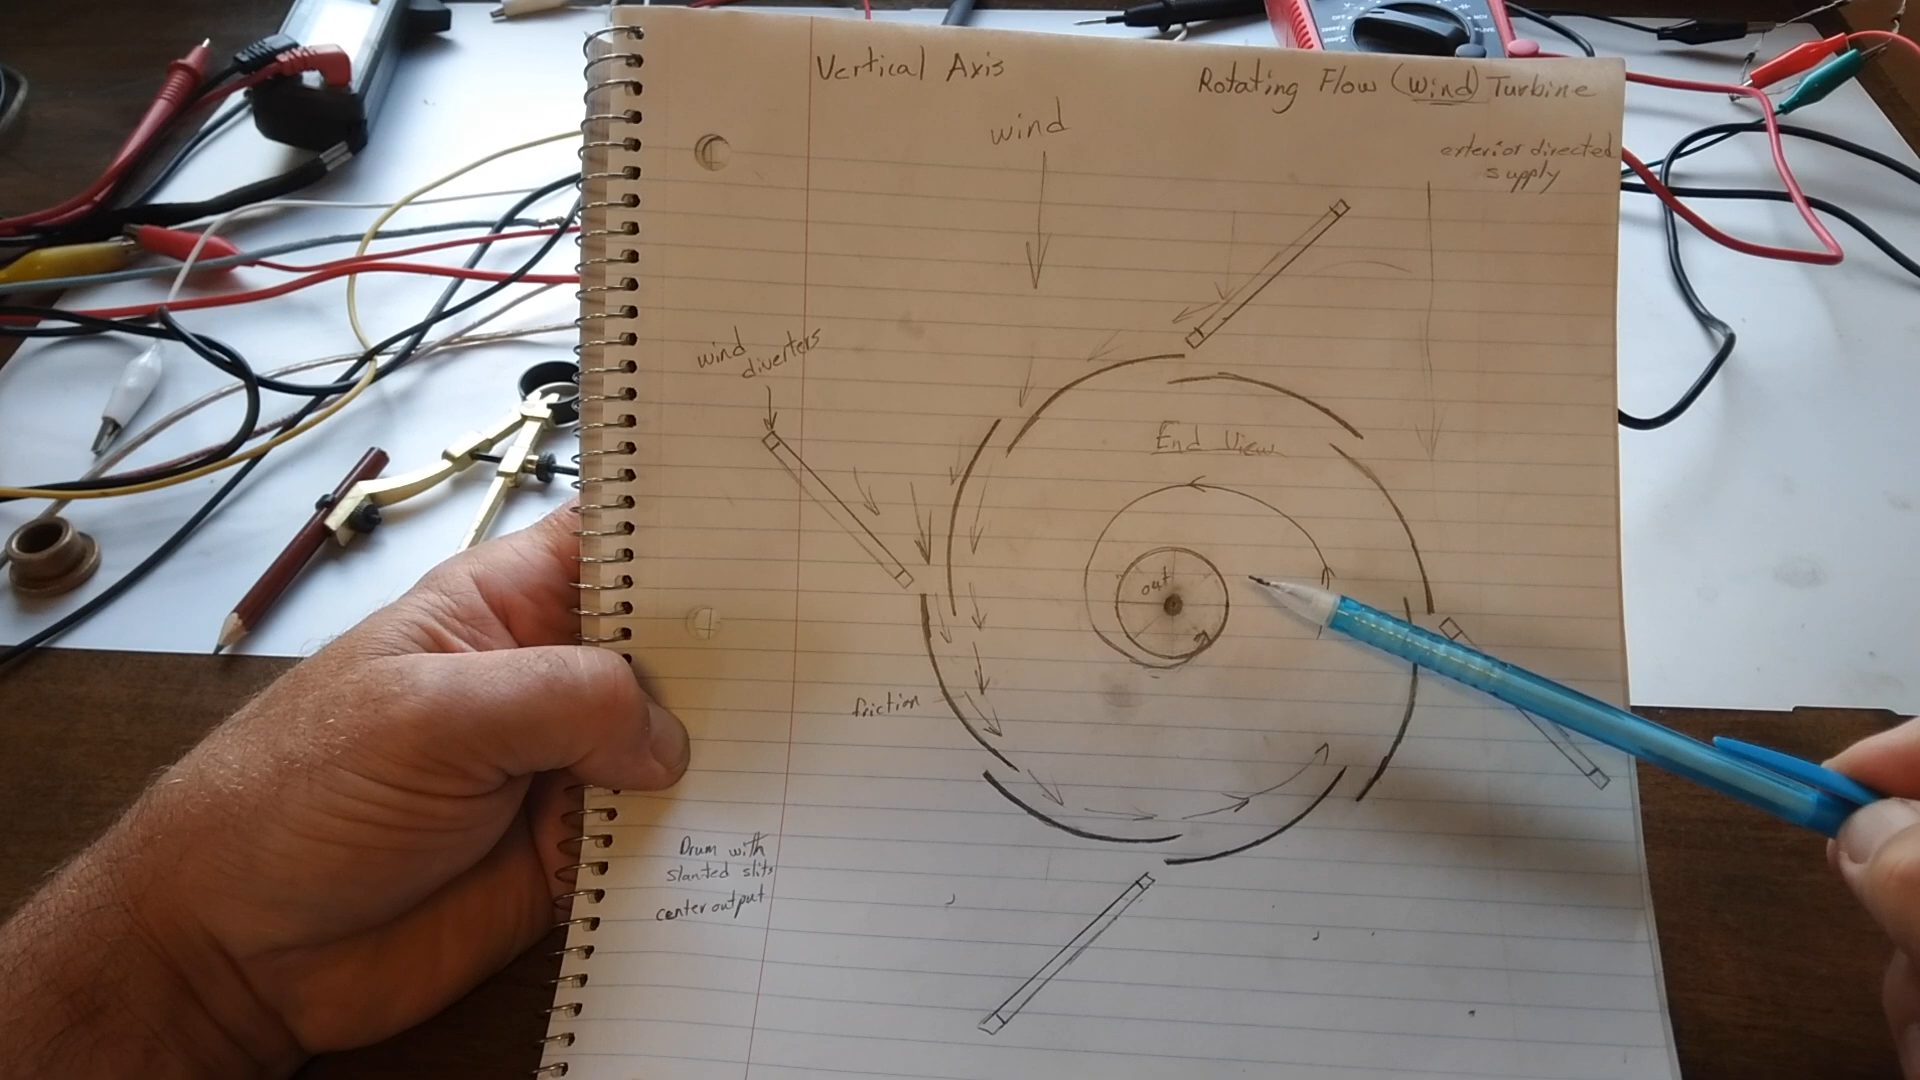 Vertical Axis
Rotating Flow (wind) Turbine
wind
exterior directed
supply
wind
diverters
End View
out
friction
Drum with
slanted slits
center output